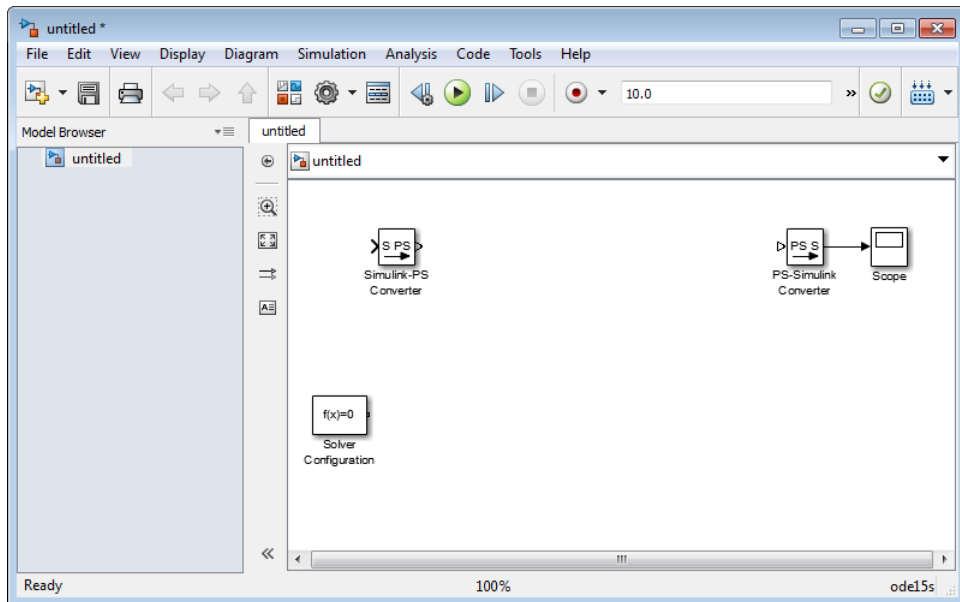 untitled *
File Edit View Display Diagram Simulation Analysis Code Tools Help
10.0 »
Model Browser
untitled
untitled
untitled
S PS
Simulink-PS
Converter
PS S
PS-Simulink
Converter
Scope
f(x)=0
Solver
Configuration
Ready 100% ode15s